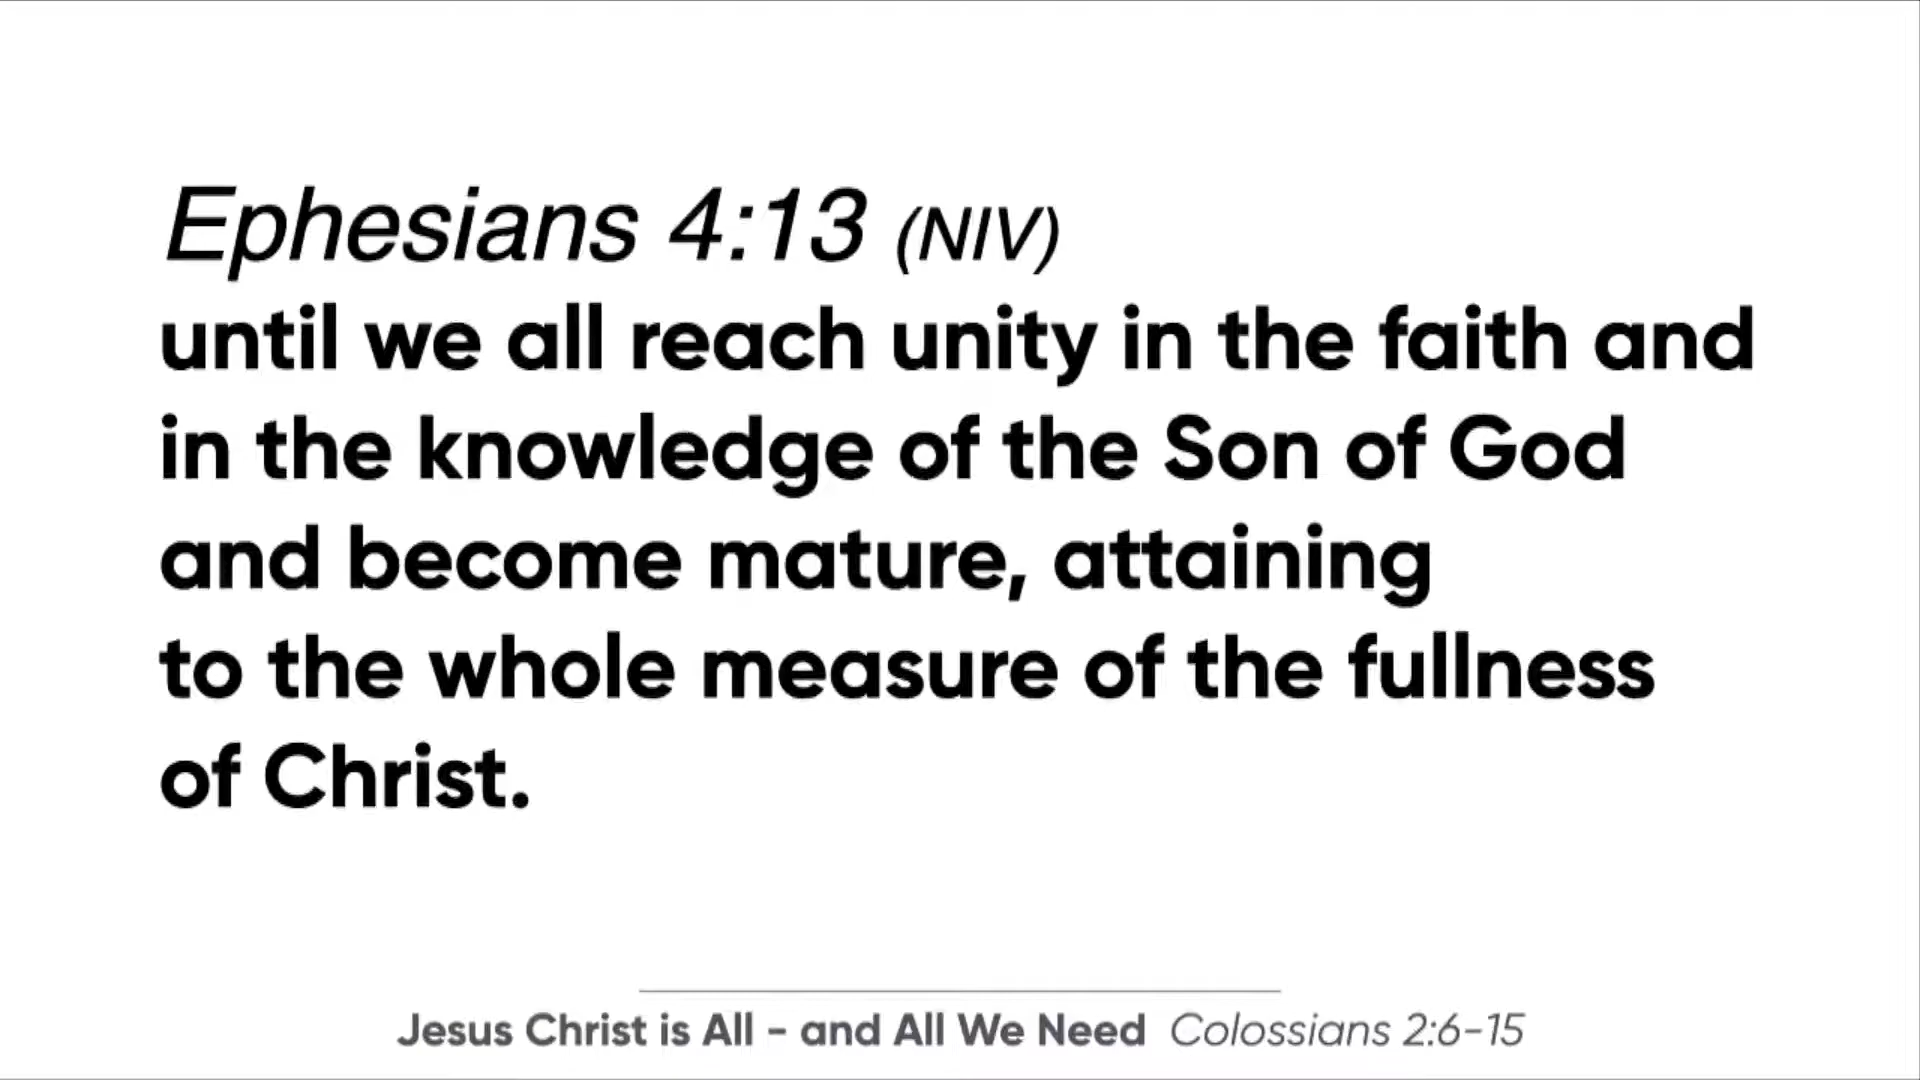 Ephesians 4:13 (NIV)
until we all reach unity in the faith and
in the knowledge of the Son of God
and become mature, attaining
to the whole measure of the fullness
of Christ.
Jesus Christ is All – and All We Need Colossians 2:6–15